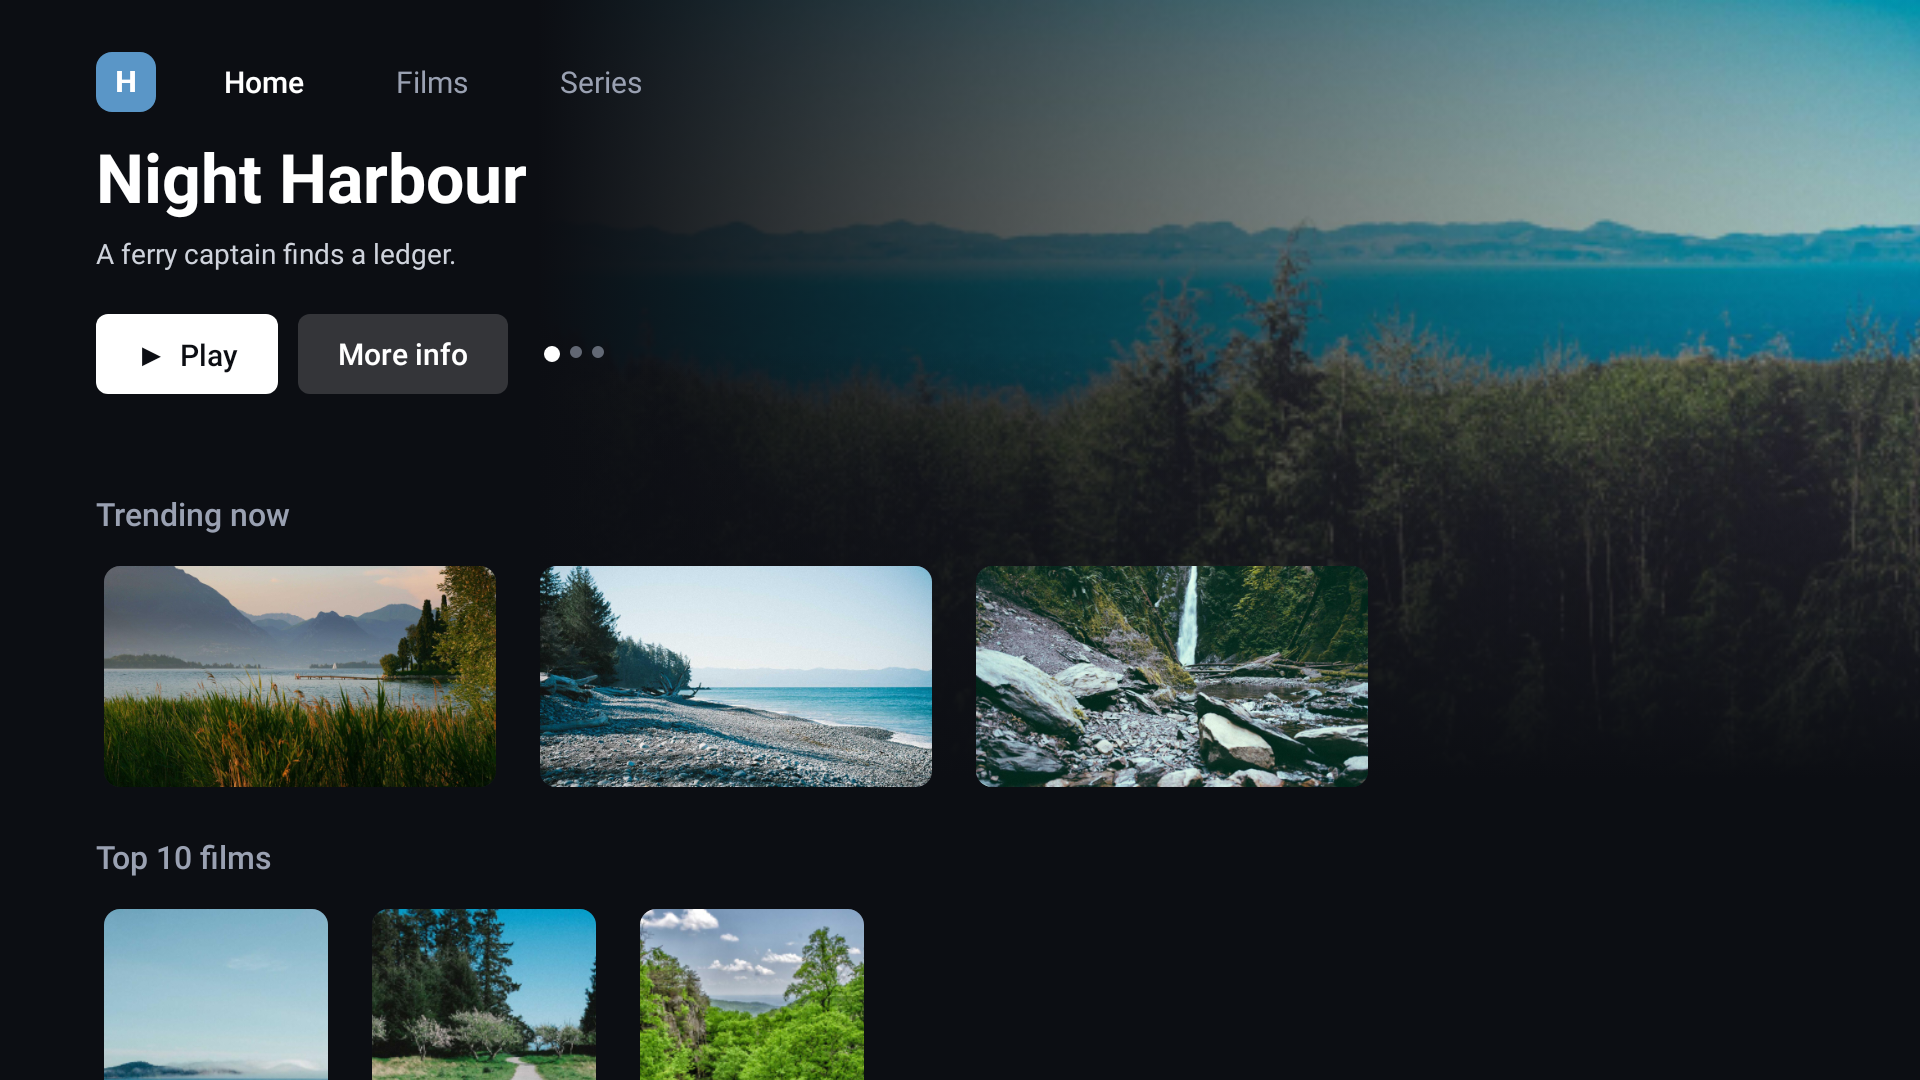 H
Home
Films
Series
Night Harbour
A ferry captain finds a ledger.
▶ Play
More info
Trending now
Top 10 films